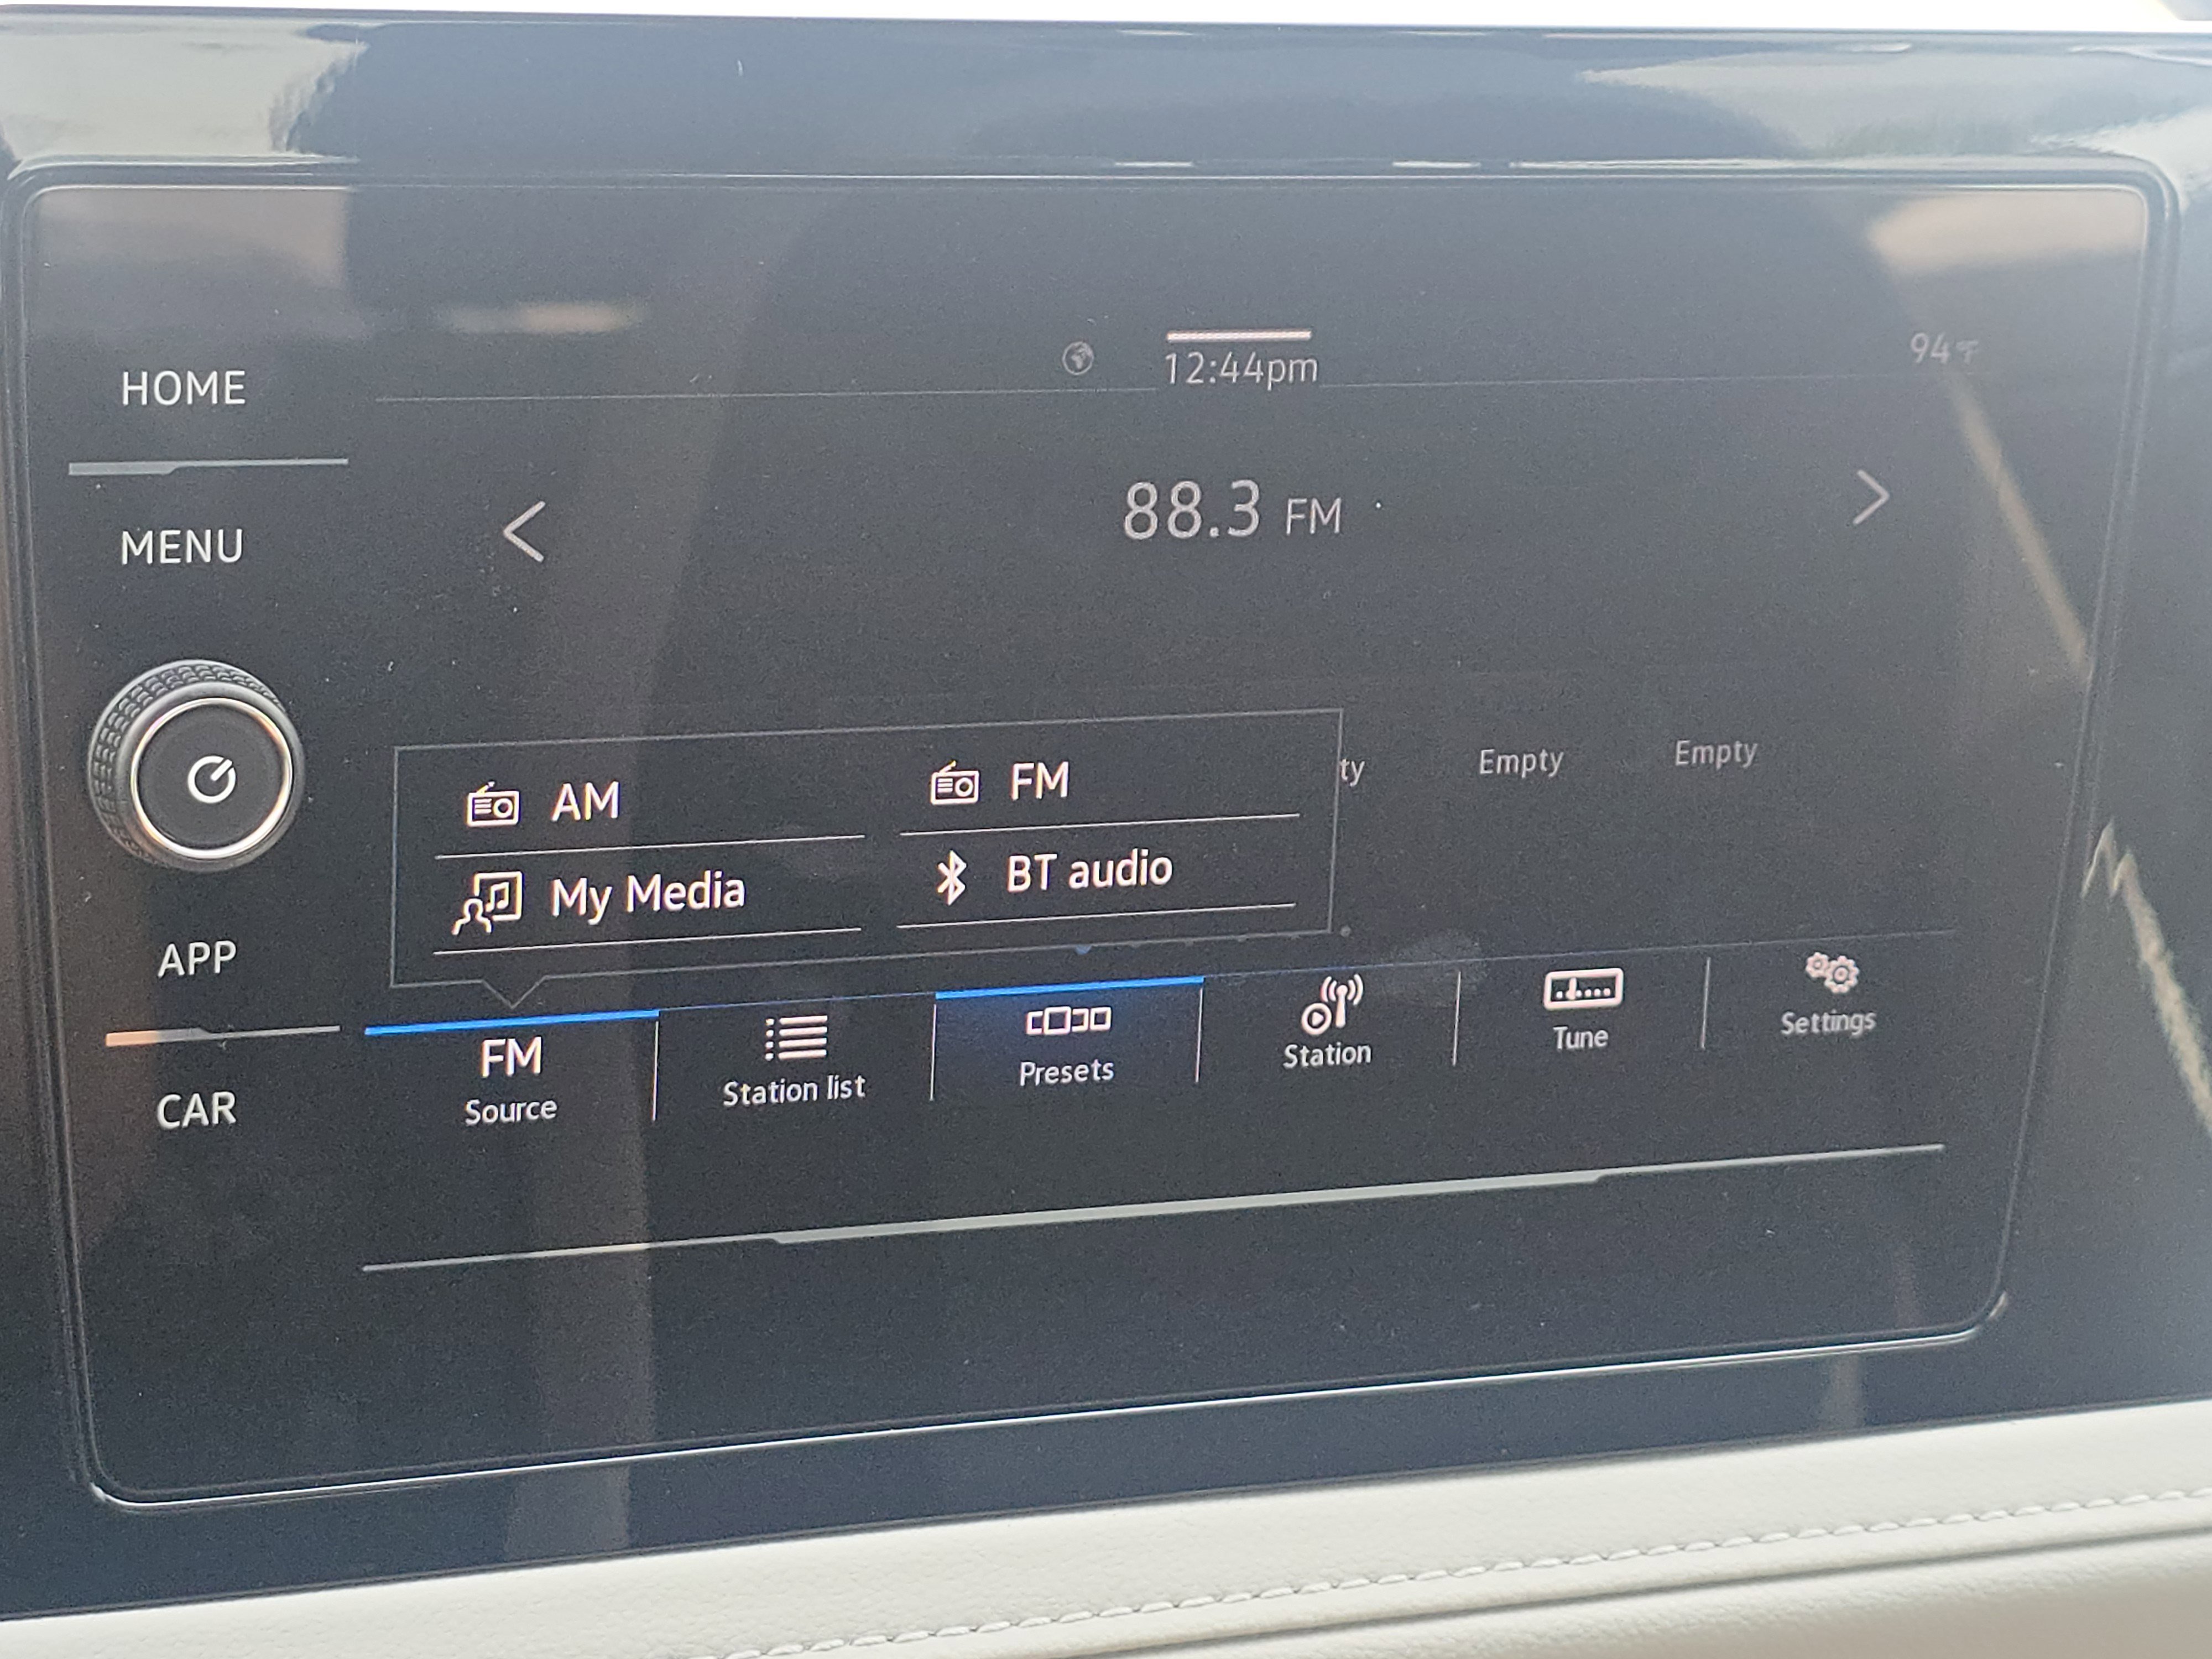 HOME
MENU
APP
CAR
12:44pm
94°F
88.3 FM
AM
FM
My Media
BT audio
ty
Empty
Empty
FM
Source
Station list
Presets
Station
Tune
Settings